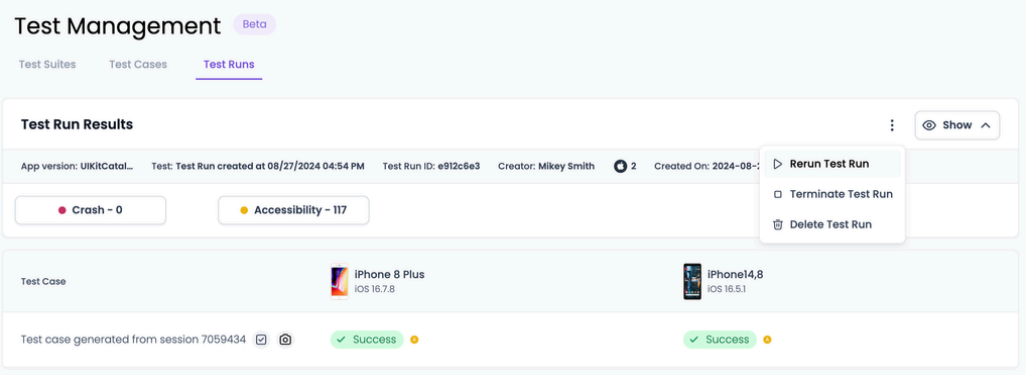 Test Management Beta
Test Suites Test Cases Test Runs
Test Run Results Show
App version: UIKitCatal... Test: Test Run created at 08/27/2024 04:54 PM Test Run ID: e912c6e3 Creator: Mikey Smith 2 Created On: 2024-08-2
Rerun Test Run
Terminate Test Run
Delete Test Run
Crash - 0 Accessibility - 117
Test Case iPhone 8 Plus iPhone14,8
iOS 16.7.8 iOS 16.5.1
Test case generated from session 7059434 Success Success